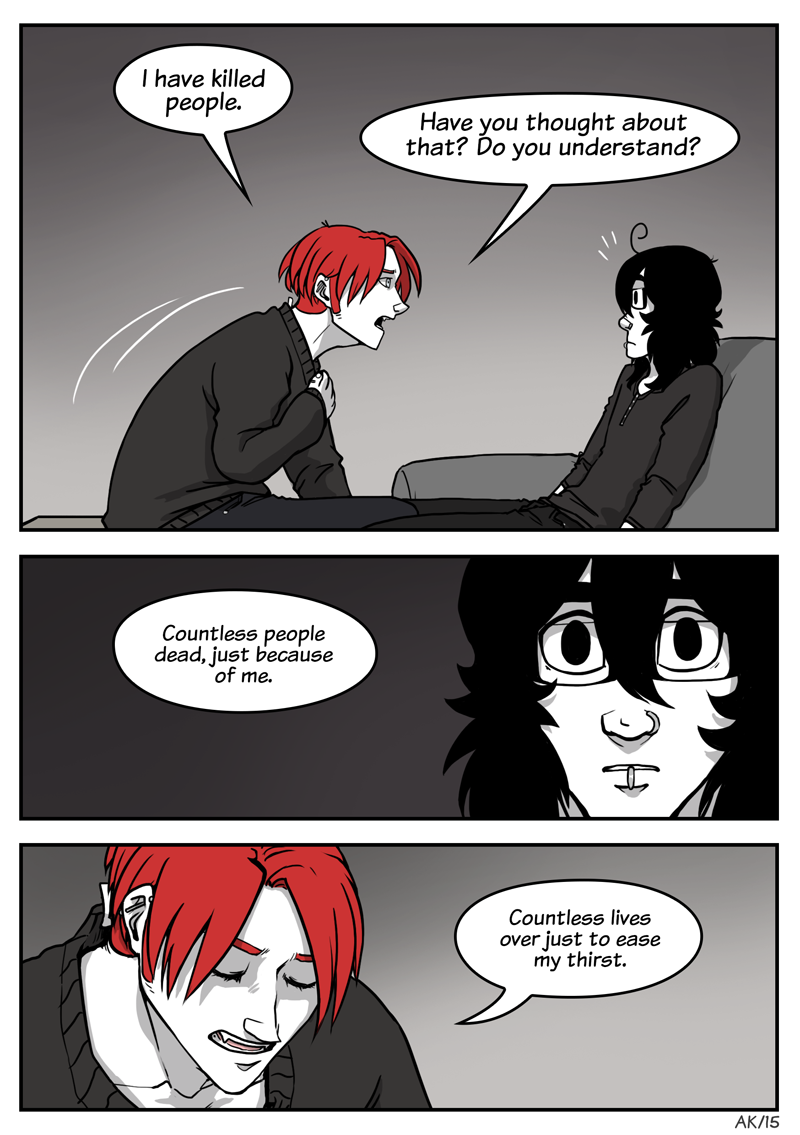 I have killed
people.
Have you thought about
that? Do you understand?
Countless people
dead, just because
of me.
Countless lives
over just to ease
my thirst.
AK/15